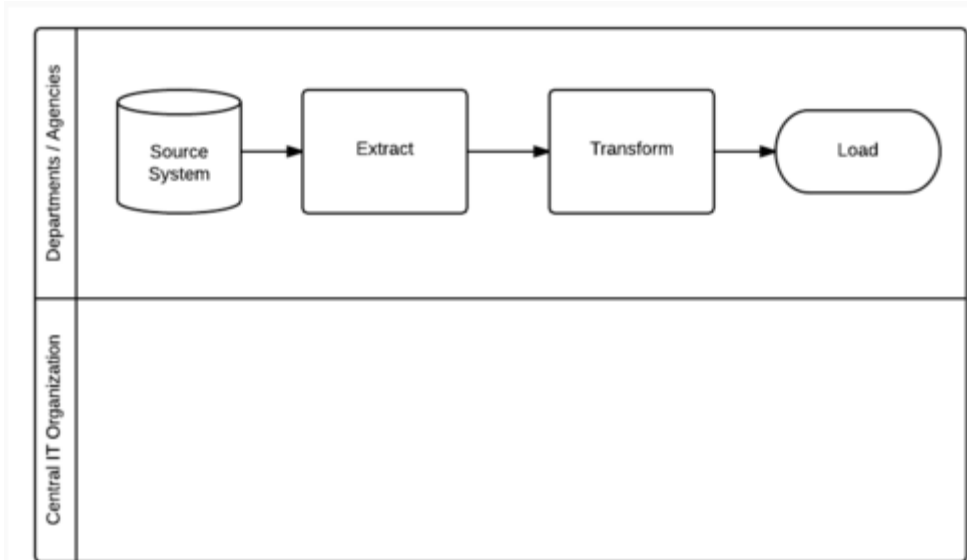 Departments / Agencies
Source
System
Extract
Transform
Load
Central IT Organization